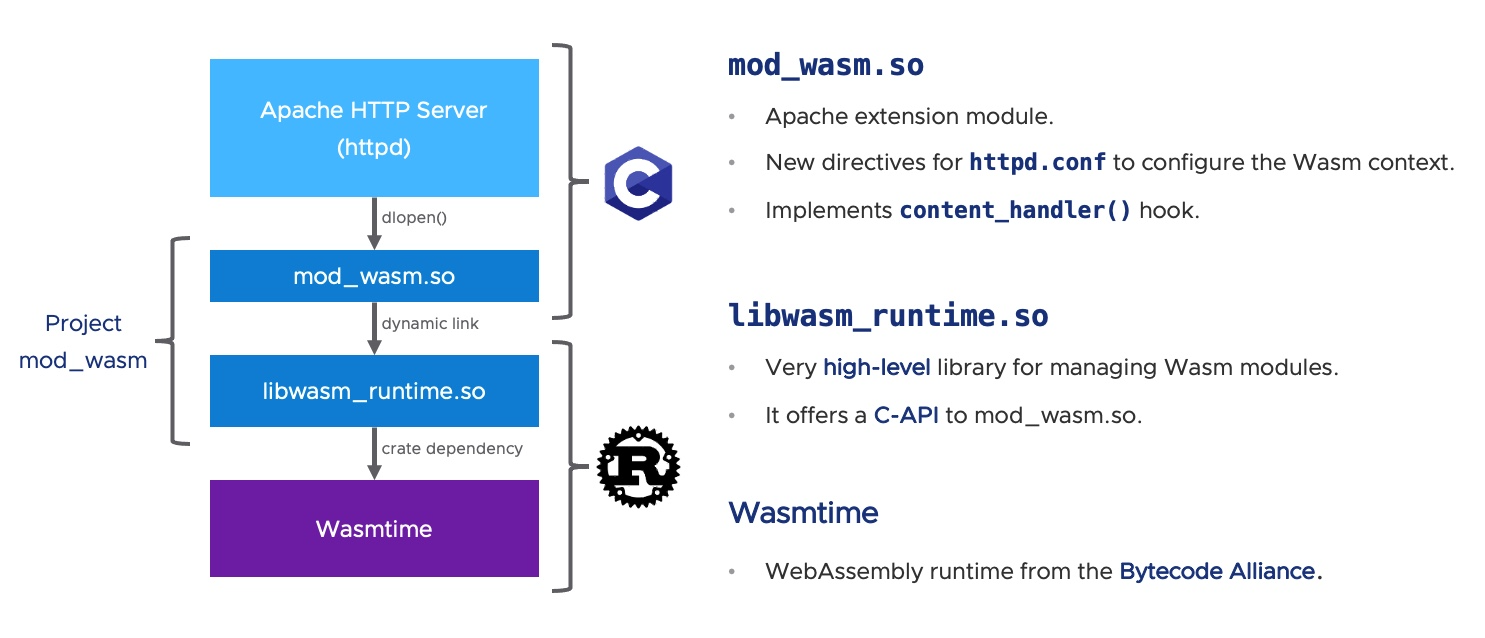 Apache HTTP Server
(httpd)
dlopen()
mod_wasm.so
dynamic link
Project
mod_wasm
libwasm_runtime.so
crate dependency
Wasmtime
C
R
mod_wasm.so
• Apache extension module.
• New directives for httpd.conf to configure the Wasm context.
• Implements content_handler() hook.
libwasm_runtime.so
• Very high-level library for managing Wasm modules.
• It offers a C-API to mod_wasm.so.
Wasmtime
• WebAssembly runtime from the Bytecode Alliance.